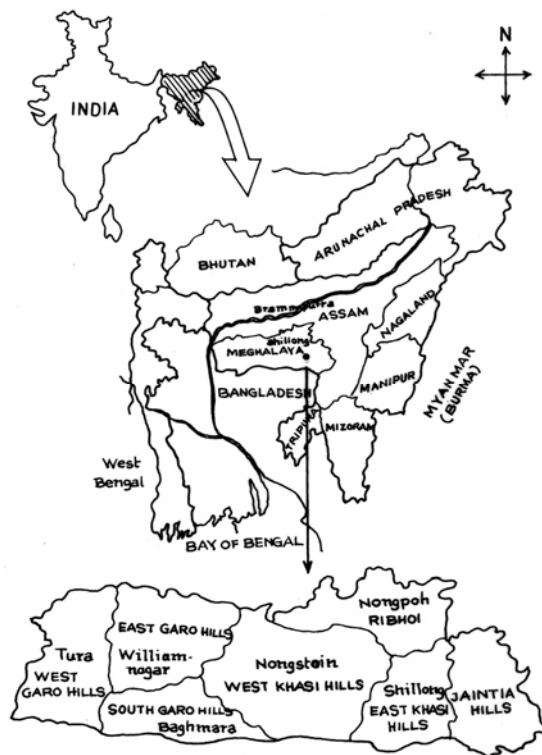 N
INDIA
ARUNACHAL PRADESH
BHUTAN
Brammputra
ASSAM
NAGALAND
Shillong
MEGHALAYA
MANIPUR
MYANMAR
(BURMA)
BANGLADESH
TRIPURA
MIZORAM
West
Bengal
BAY OF BENGAL
Nongpoh
RIBHOI
EAST GARO HILLS
Tura
William-
nagar
Nongstoin
WEST GARO HILLS
WEST KHASI HILLS
Shillong
EAST KHASI
HILLS
JAINTIA
HILLS
SOUTH GARO HILLS
Baghmara